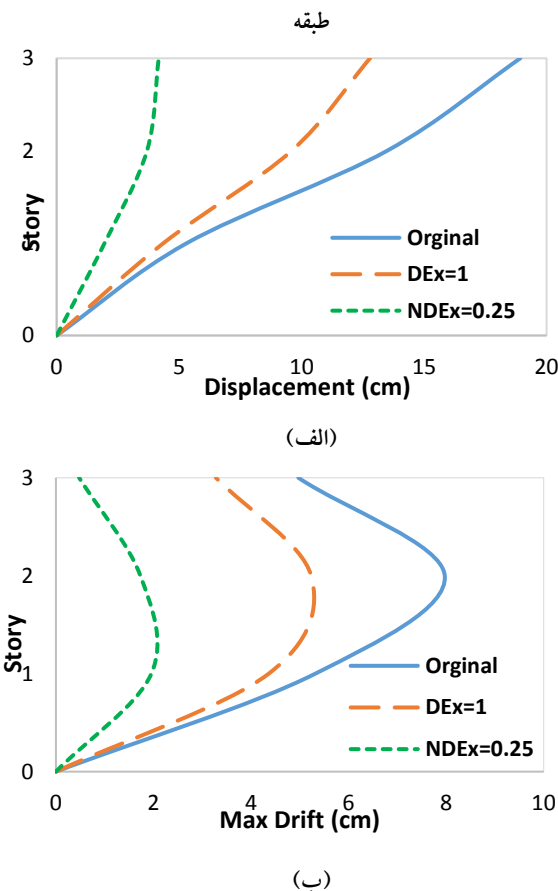 طبقه
3
2
Story
0
Orginal
DEx=1
NDEx=0.25
0 5 10 15 20
Displacement (cm)
(الف)
3
2
Story
1
0
Orginal
DEx=1
NDEx=0.25
0 2 4 6 8 10
Max Drift (cm)
(ب)